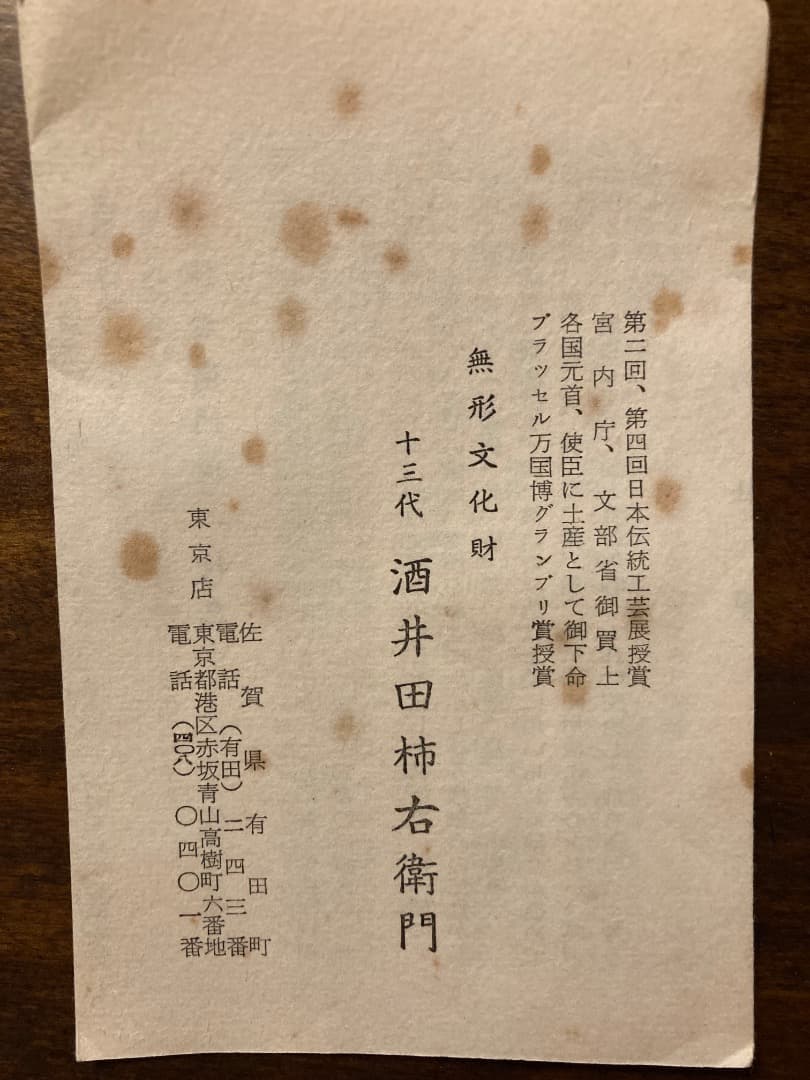 第二回、第四回日本伝統工芸展授賞
宮内庁、文部省御買上
各国元首、使臣に土産として御下命
ブラッセル万国博グランプリ賞授賞
無形文化財
十三代 酒井田柿右衛門
佐賀県有田町
電話(有田)二四三番
東京店 東京都港区赤坂青山高樹町六番地
電話(四〇八)〇四〇一番